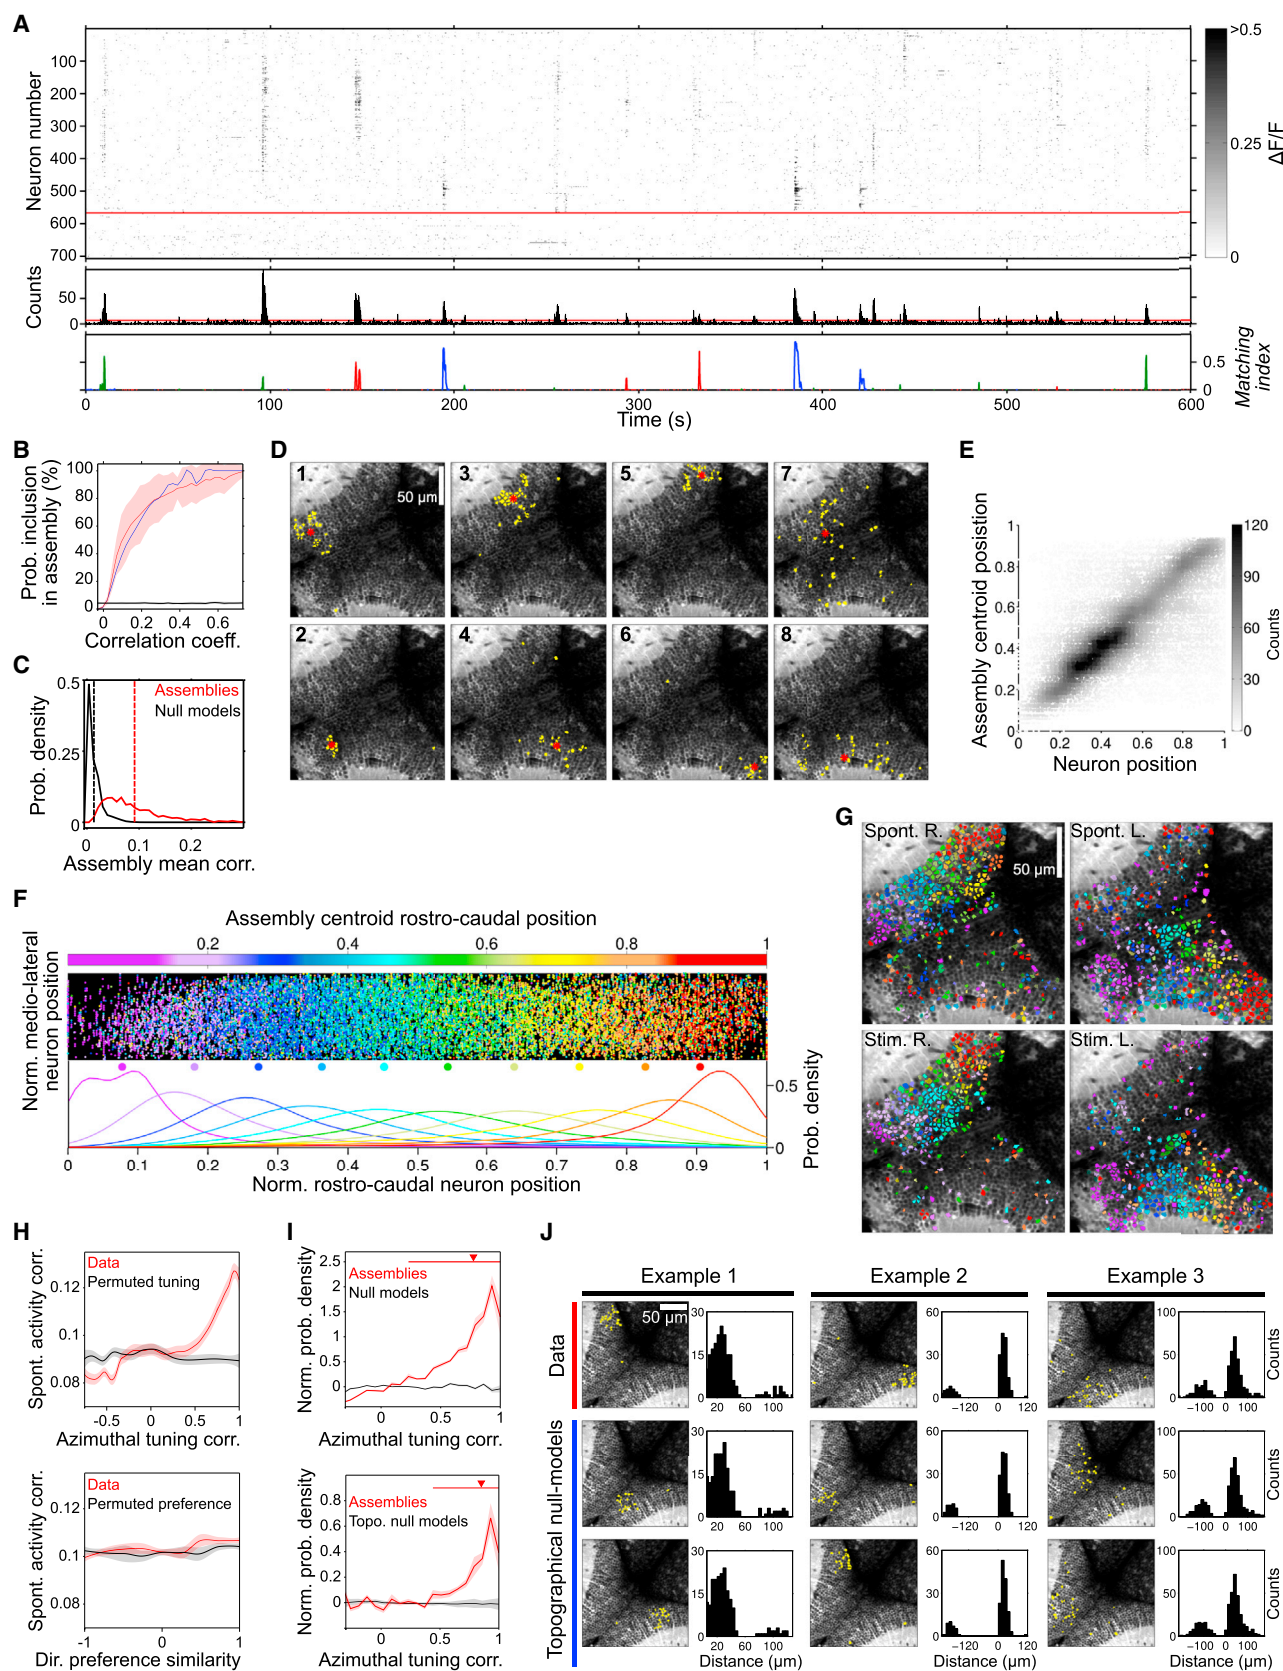 A
Neuron number
100
200
300
400
500
600
700
>0.5
0.25
0
ΔF/F
Counts
50
0
0.5
0
Matching index
0
100
200
300
400
500
600
Time (s)
B
Prob. inclusion
in assembly (%)
100
80
60
40
20
0
0
0.2
0.4
0.6
Correlation coeff.
C
Prob. density
0.5
0.25
0
Assemblies
Null models
0
0.1
0.2
Assembly mean corr.
D
1
3
5
7
50 µm
2
4
6
8
E
Assembly centroid posistion
1
0.8
0.6
0.4
0.2
0
0
0.2
0.4
0.6
0.8
1
Neuron position
120
90
60
30
0
Counts
F
Assembly centroid rostro-caudal position
0.2
0.4
0.6
0.8
1
Norm. medio-lateral
neuron position
0.5
0
Prob. density
0
0.1
0.2
0.3
0.4
0.5
0.6
0.7
0.8
0.9
1
Norm. rostro-caudal neuron position
G
Spont. R.
50 µm
Spont. L.
Stim. R.
Stim. L.
H
Spont. activity corr.
Data
Permuted tuning
0.12
0.1
0.08
-0.5
0
0.5
1
Azimuthal tuning corr.
Spont. activity corr.
Data
Permuted preference
0.12
0.1
0.08
-1
0
1
Dir. preference similarity
I
Norm. prob. density
2.5
2
1.5
1
0.5
0
Assemblies
Null models
0
0.5
1
Azimuthal tuning corr.
Norm. prob. density
0.8
0.6
0.4
0.2
0
Assemblies
Topo. null models
0
0.5
1
Azimuthal tuning corr.
J
Example 1
Example 2
Example 3
Data
50 µm
30
15
0
20
60
100
60
30
0
−120
0
120
100
50
0
-100
0
100
Counts
Topographical null-models
30
15
0
20
60
100
60
30
0
−120
0
120
100
50
0
-100
0
100
Counts
30
15
0
20
60
100
Distance (µm)
60
30
0
−120
0
120
Distance (µm)
100
50
0
-100
0
100
Distance (µm)
Counts